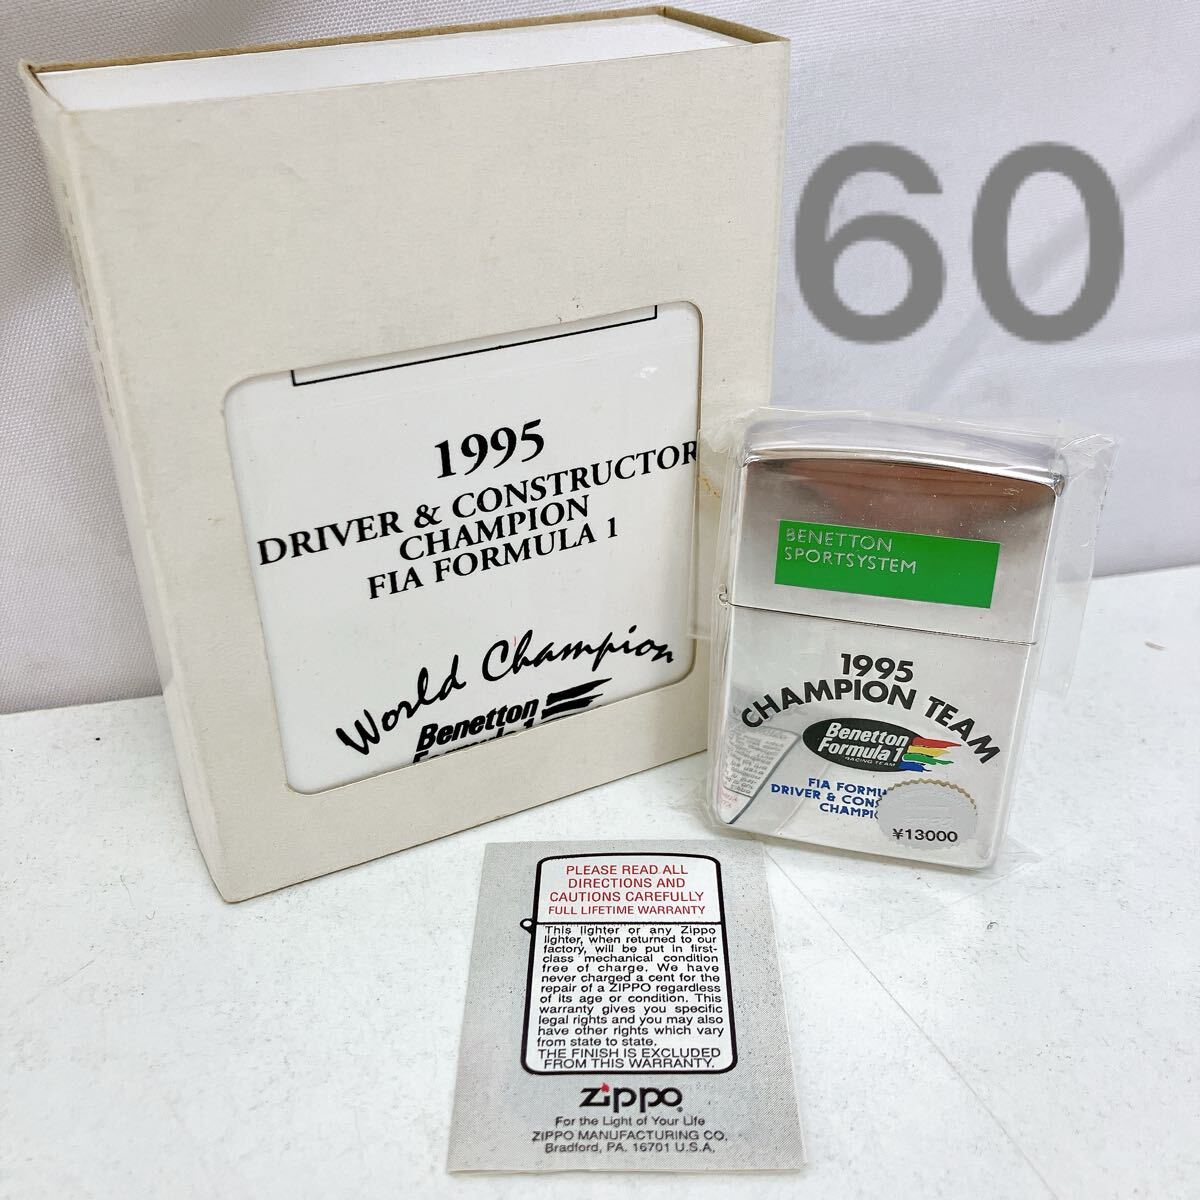 60
1995
DRIVER & CONSTRUCTOR
CHAMPION
FIA FORMULA 1
World Champion
Benetton
Formula 1
BENETTON
SPORTSYSTEM
1995
CHAMPION TEAM
Benetton
Formula 1
RACING TEAM
FIA FORMU
DRIVER & CONS
CHAMPIO
¥13000
PLEASE READ ALL
DIRECTIONS AND
CAUTIONS CAREFULLY
FULL LIFETIME WARRANTY
This lighter or any Zippo
lighter, when returned to our
factory, will be put in first-
class mechanical condition
free of charge. We have
never charged a cent for the
repair of a ZIPPO regardless
of its age or condition. This
warranty gives you specific
legal rights and you may also
have other rights which vary
from state to state.
THE FINISH IS EXCLUDED
FROM THIS WARRANTY.
Zippo
For the Light of Your Life
ZIPPO MANUFACTURING CO.
Bradford, PA. 16701 U.S.A.